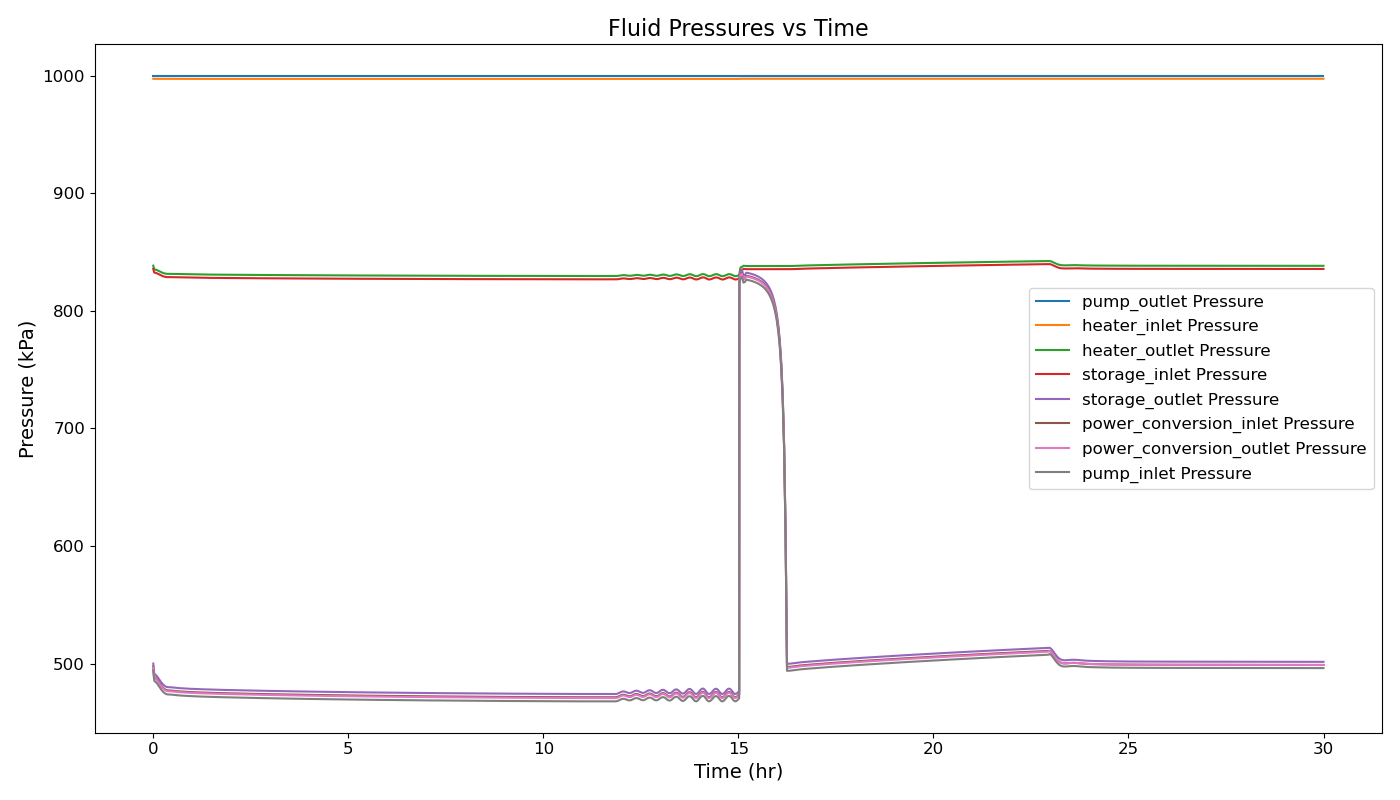 Fluid Pressures vs Time
Pressure (kPa)
1000
900
800
700
600
500
pump_outlet Pressure
heater_inlet Pressure
heater_outlet Pressure
storage_inlet Pressure
storage_outlet Pressure
power_conversion_inlet Pressure
power_conversion_outlet Pressure
pump_inlet Pressure
0 5 10 15 20 25 30
Time (hr)